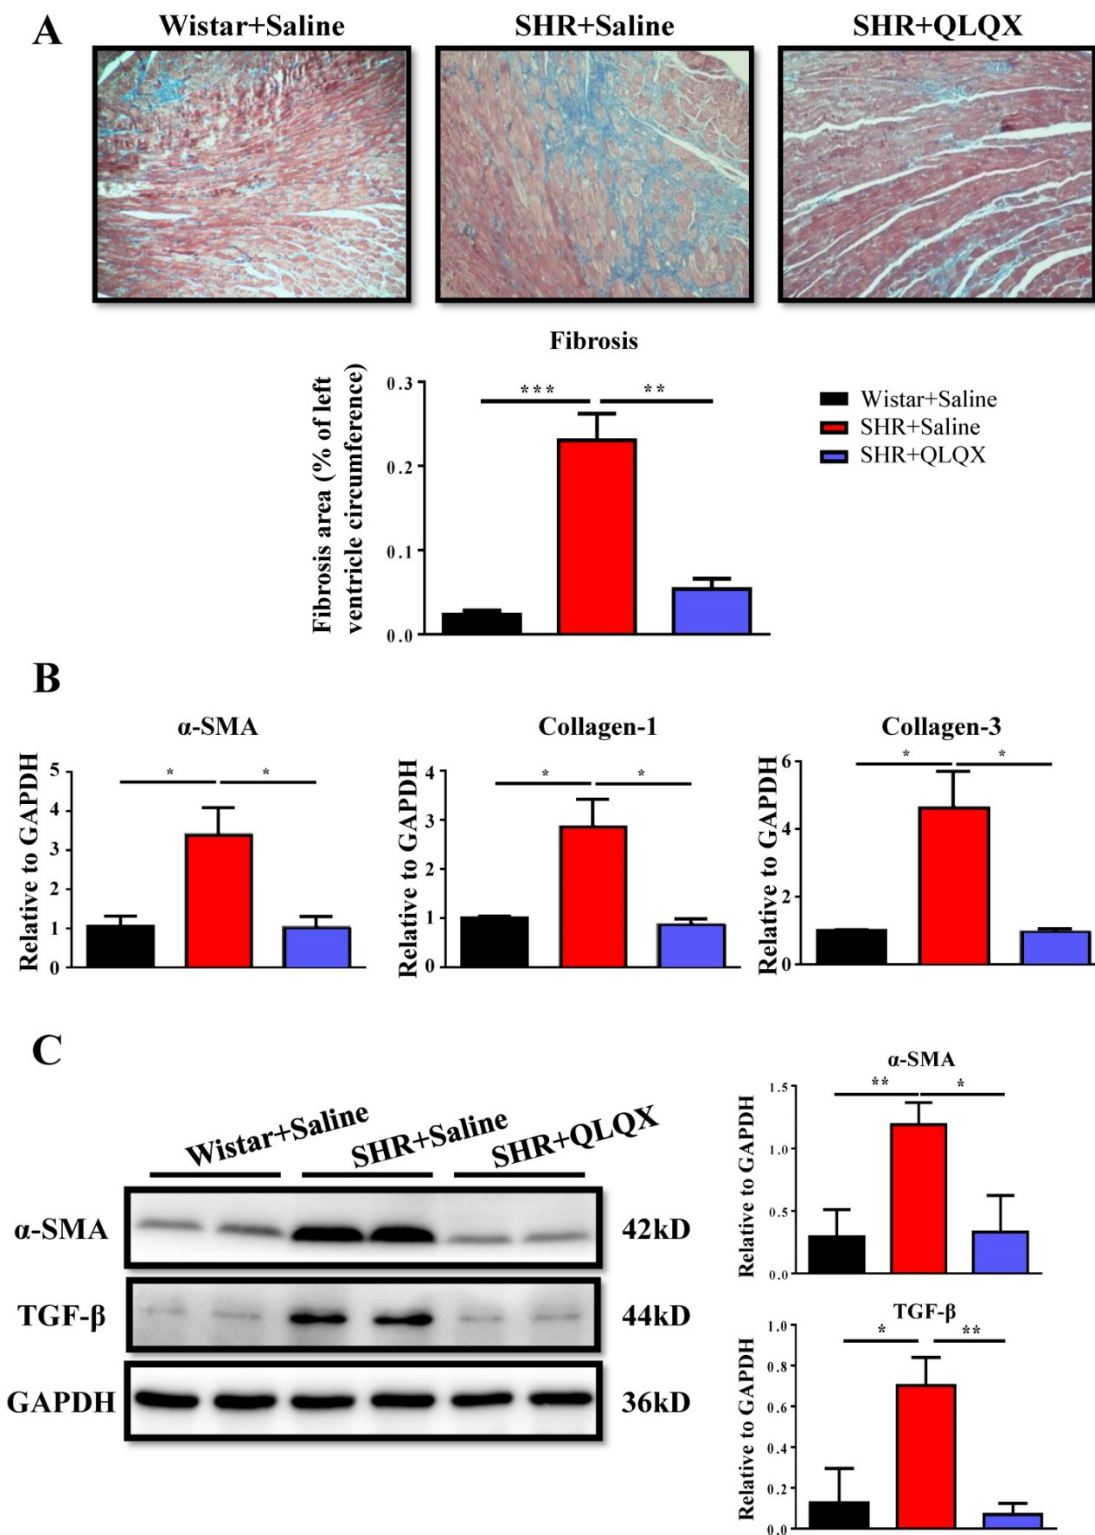 A
Wistar+Saline
SHR+Saline
SHR+QLQX
Fibrosis
Fibrosis area (% of left
ventricle circumference)
0.3
0.2
0.1
0.0
***
**
Wistar+Saline
SHR+Saline
SHR+QLQX
B
α-SMA
Relative to GAPDH
5
4
3
2
1
0
*
*
Collagen-1
Relative to GAPDH
4
3
2
1
0
*
*
Collagen-3
Relative to GAPDH
6
4
2
0
*
*
C
Wistar+Saline
SHR+Saline
SHR+QLQX
α-SMA
42kD
TGF-β
44kD
GAPDH
36kD
α-SMA
Relative to GAPDH
1.5
1.0
0.5
0.0
**
*
TGF-β
Relative to GAPDH
1.0
0.8
0.6
0.4
0.2
0.0
*
**